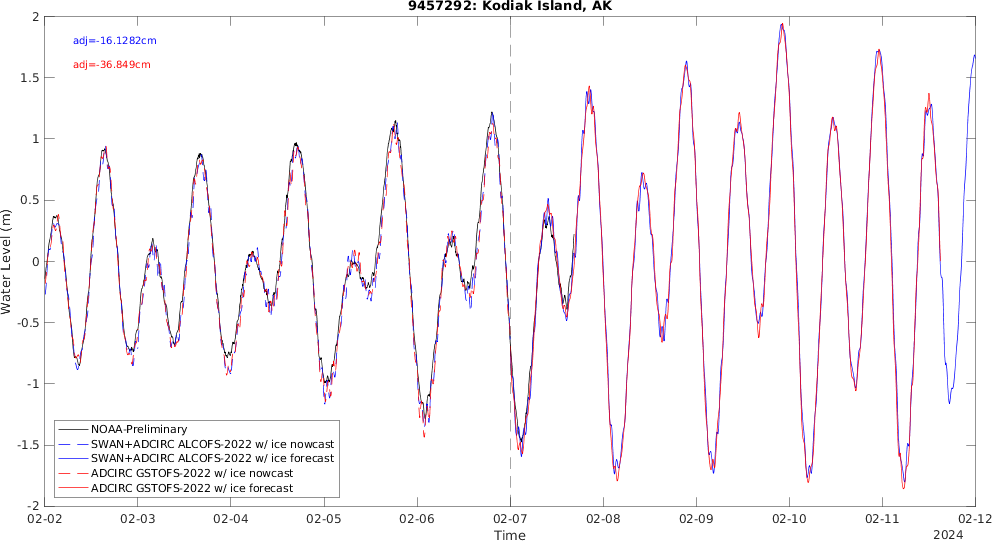 9457292: Kodiak Island, AK
2
adj=-16.1282cm
adj=-36.849cm
1.5
1
0.5
0
-0.5
-1
-1.5
-2
Water Level (m)
NOAA-Preliminary
SWAN+ADCIRC ALCOFS-2022 w/ ice nowcast
SWAN+ADCIRC ALCOFS-2022 w/ ice forecast
ADCIRC GSTOFS-2022 w/ ice nowcast
ADCIRC GSTOFS-2022 w/ ice forecast
02-02 02-03 02-04 02-05 02-06 02-07 02-08 02-09 02-10 02-11 02-12
Time
2024